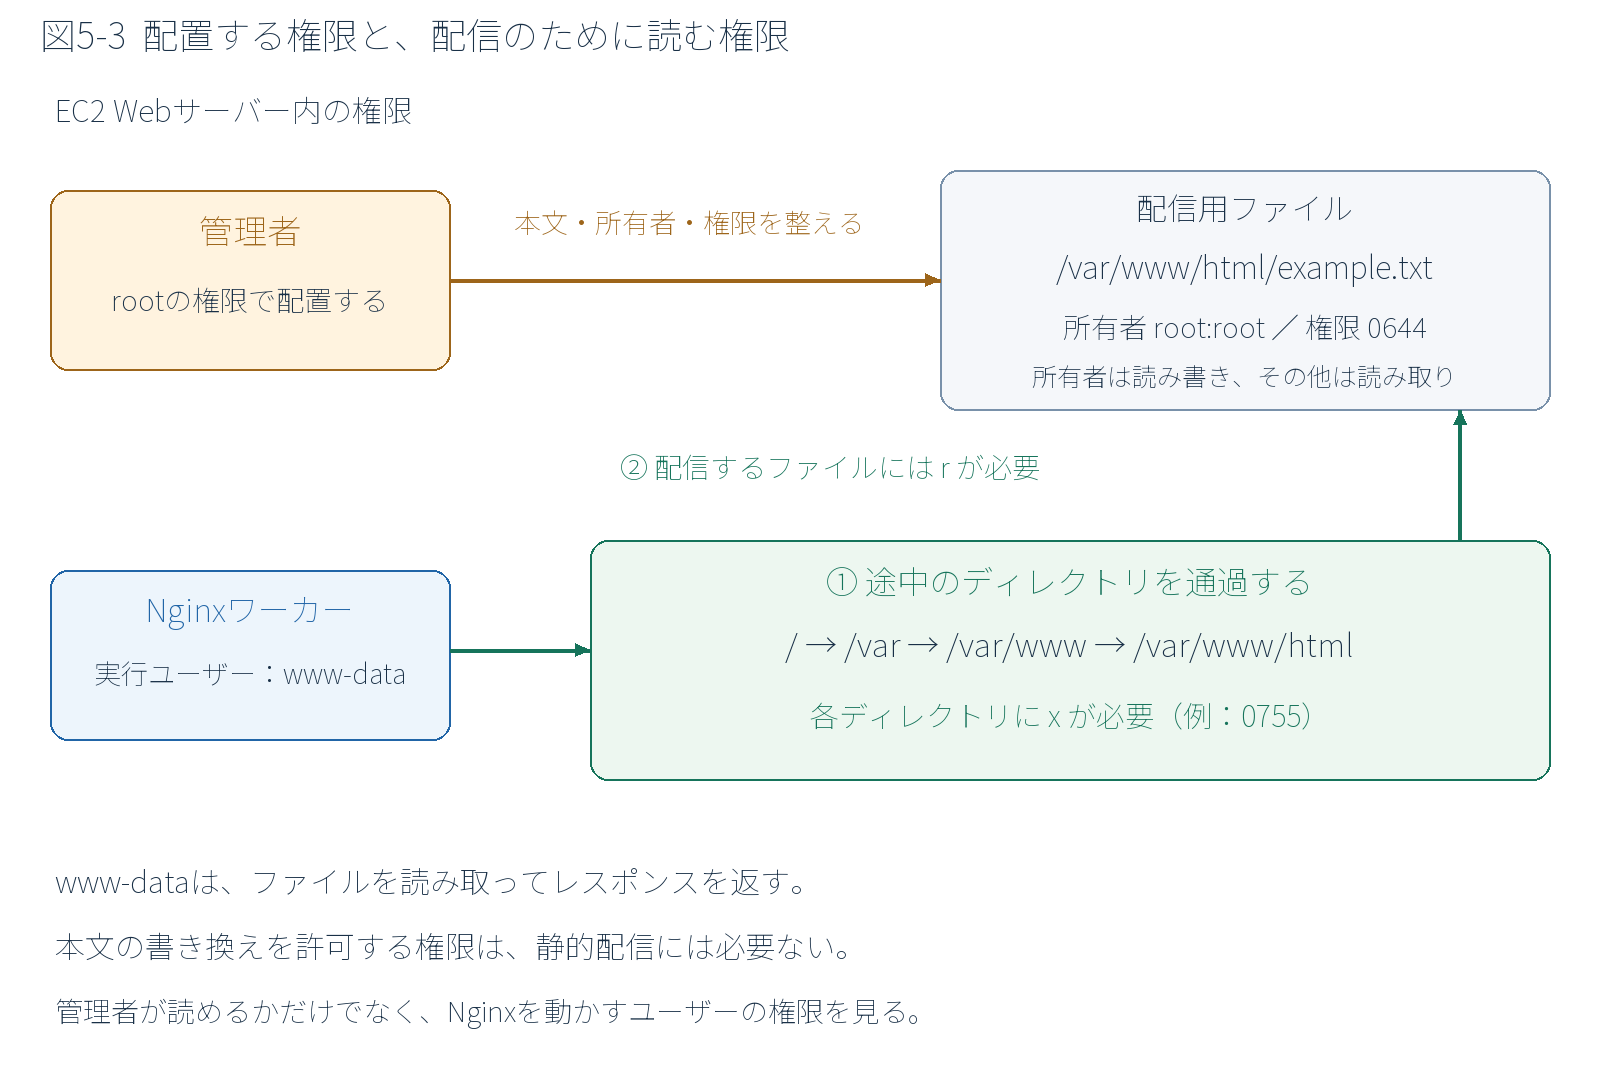 図5-3 配置する権限と、配信のために読む権限
EC2 Webサーバー内の権限
管理者
rootの権限で配置する
本文・所有者・権限を整える
配信用ファイル
/var/www/html/example.txt
所有者 root:root ／ 権限 0644
所有者は読み書き、その他は読み取り
② 配信するファイルには r が必要
Nginxワーカー
実行ユーザー：www-data
① 途中のディレクトリを通過する
/ → /var → /var/www → /var/www/html
各ディレクトリに x が必要（例：0755）
www-dataは、ファイルを読み取ってレスポンスを返す。
本文の書き換えを許可する権限は、静的配信には必要ない。
管理者が読めるかだけでなく、Nginxを動かすユーザーの権限を見る。